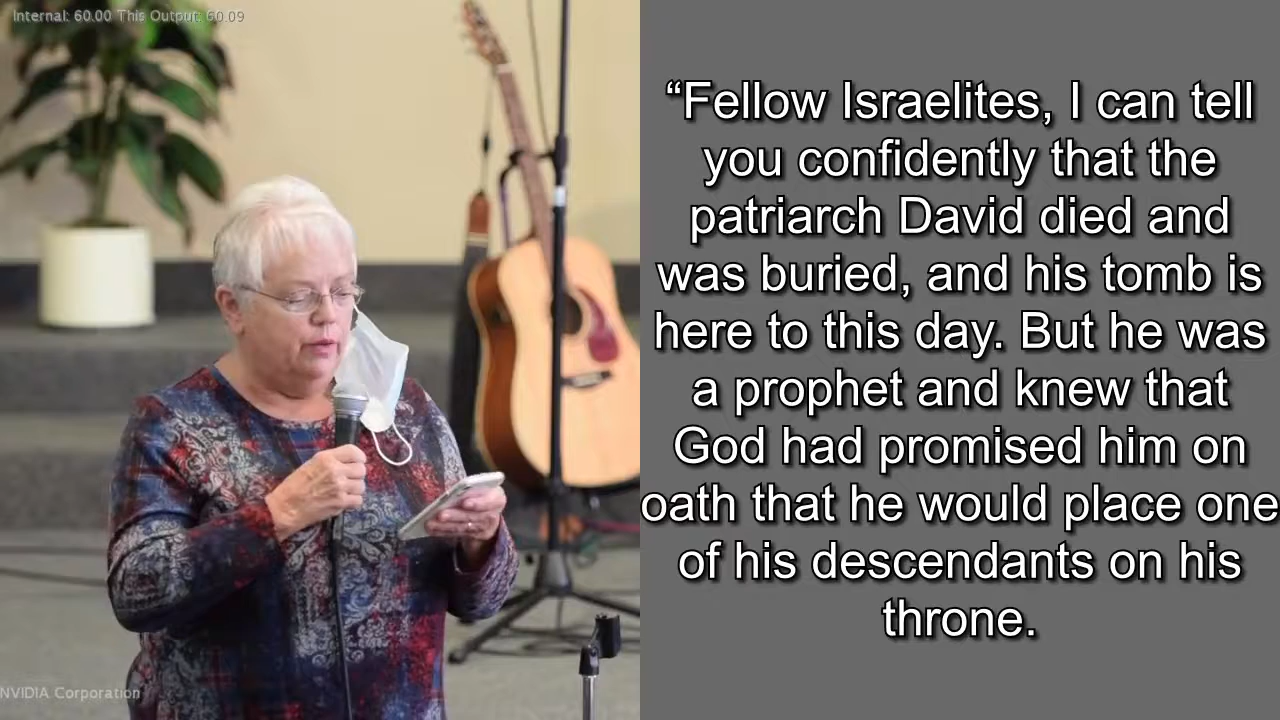 Internal: 60.00 This Output: 60.09
“Fellow Israelites, I can tell
you confidently that the
patriarch David died and
was buried, and his tomb is
here to this day. But he was
a prophet and knew that
God had promised him on
oath that he would place one
of his descendants on his
throne.
NVIDIA Corporation